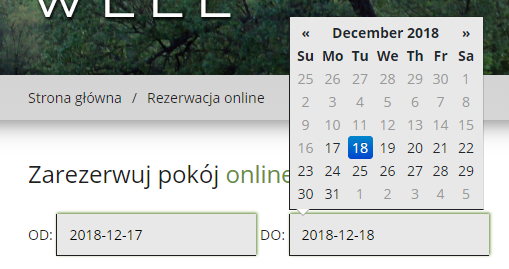 WELL
« December 2018 »
Su Mo Tu We Th Fr Sa
25 26 27 28 29 30 1
2 3 4 5 6 7 8
9 10 11 12 13 14 15
16 17 18 19 20 21 22
23 24 25 26 27 28 29
30 31 1 2 3 4 5
Strona główna / Rezerwacja online
Zarezerwuj pokój online
OD: 2018-12-17 DO: 2018-12-18